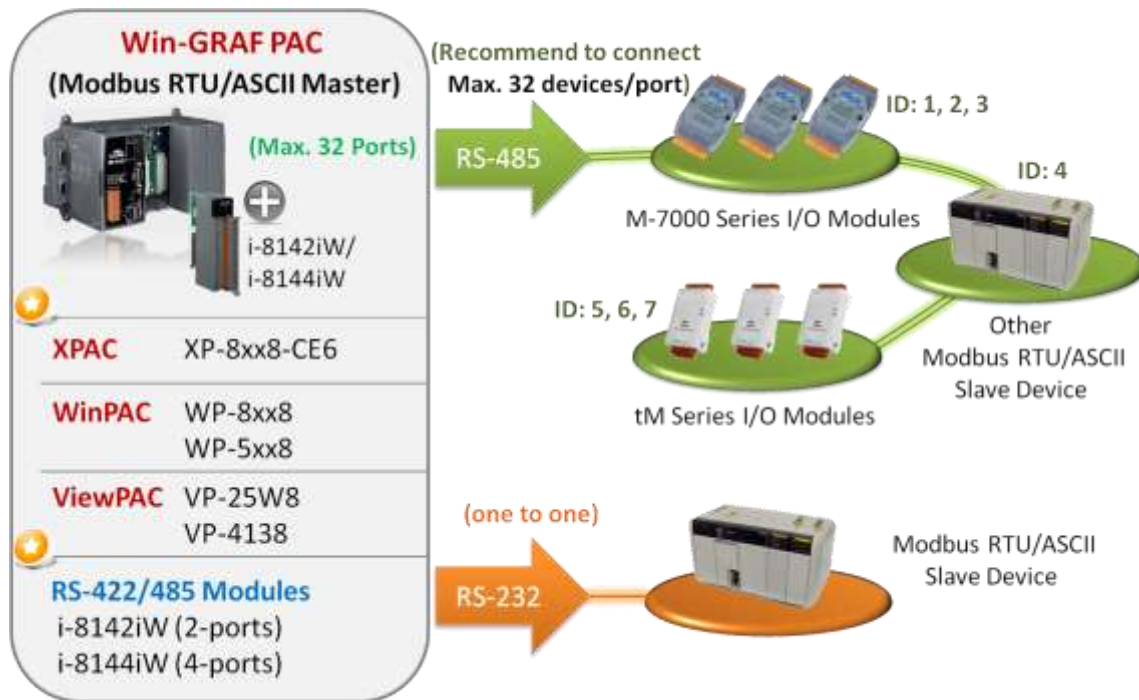 Win-GRAF PAC
(Modbus RTU/ASCII Master)
(Max. 32 Ports)
i-8142iW/
i-8144iW
XPAC XP-8xx8-CE6
WinPAC WP-8xx8
WP-5xx8
ViewPAC VP-25W8
VP-4138
RS-422/485 Modules
i-8142iW (2-ports)
i-8144iW (4-ports)
(Recommend to connect
Max. 32 devices/port)
RS-485
ID: 1, 2, 3
M-7000 Series I/O Modules
ID: 4
Other
Modbus RTU/ASCII
Slave Device
ID: 5, 6, 7
tM Series I/O Modules
(one to one)
RS-232
Modbus RTU/ASCII
Slave Device